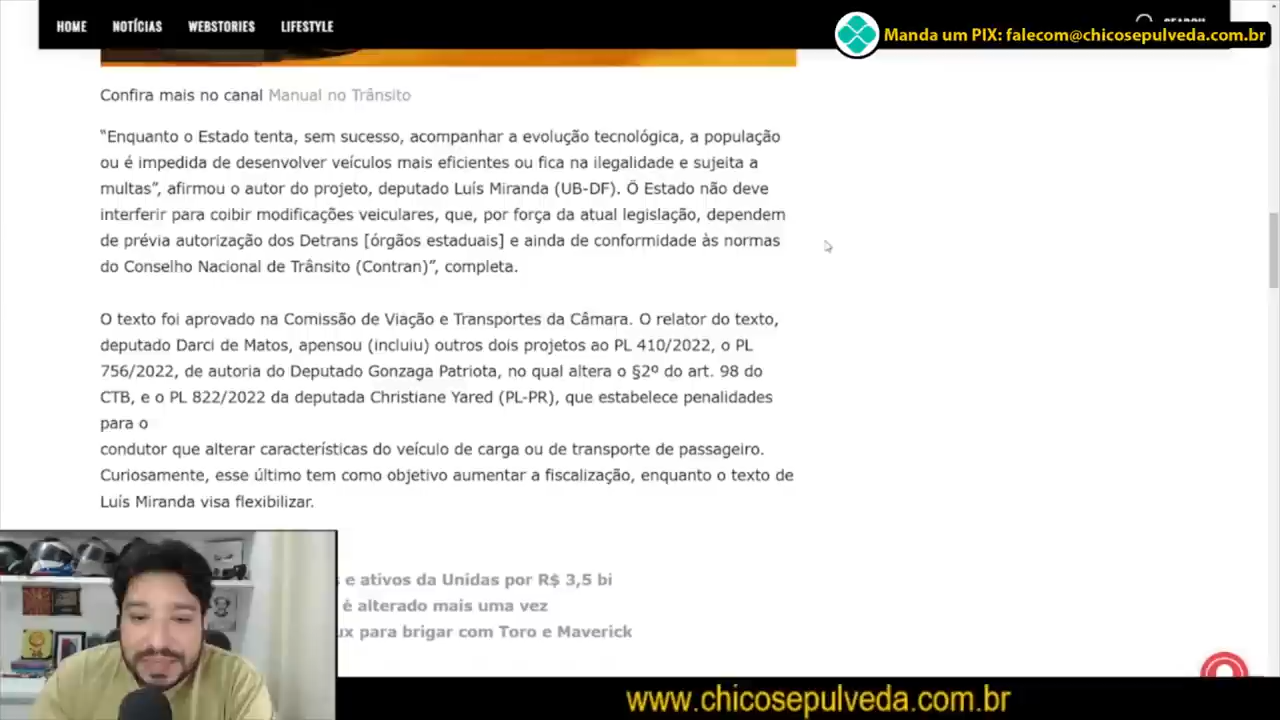 HOME NOTÍCIAS WEBSTORIES LIFESTYLE
Manda um PIX: falecom@chicosepulveda.com.br
Confira mais no canal Manual no Trânsito
“Enquanto o Estado tenta, sem sucesso, acompanhar a evolução tecnológica, a população
ou é impedida de desenvolver veículos mais eficientes ou fica na ilegalidade e sujeita a
multas”, afirmou o autor do projeto, deputado Luís Miranda (UB-DF). Ö Estado não deve
interferir para coibir modificações veiculares, que, por força da atual legislação, dependem
de prévia autorização dos Detrans [órgãos estaduais] e ainda de conformidade às normas
do Conselho Nacional de Trânsito (Contran)”, completa.
O texto foi aprovado na Comissão de Viação e Transportes da Câmara. O relator do texto,
deputado Darci de Matos, apensou (incluiu) outros dois projetos ao PL 410/2022, o PL
756/2022, de autoria do Deputado Gonzaga Patriota, no qual altera o §2º do art. 98 do
CTB, e o PL 822/2022 da deputada Christiane Yared (PL-PR), que estabelece penalidades
para o
condutor que alterar características do veículo de carga ou de transporte de passageiro.
Curiosamente, esse último tem como objetivo aumentar a fiscalização, enquanto o texto de
Luís Miranda visa flexibilizar.
e ativos da Unidas por R$ 3,5 bi
é alterado mais uma vez
para brigar com Toro e Maverick
www.chicosepulveda.com.br